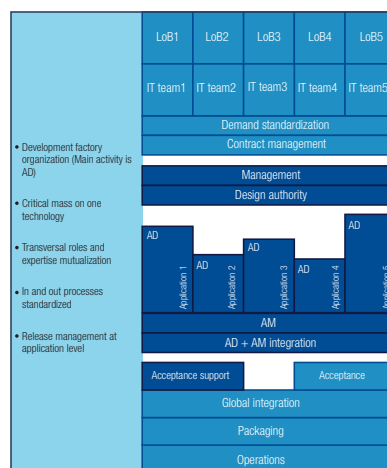 LoB1 LoB2 LoB3 LoB4 LoB5
IT team1 IT team2 IT team3 IT team4 IT team5
Demand standardization
Contract management
• Development factory
organization (Main activity is
AD)
• Critical mass on one
technology
• Transversal roles and
expertise mutualization
• In and out processes
standardized
• Release management at
application level
Management
Design authority
AD Application 1
AD Application 2
AD Application 3
AD Application 4
AD Application 5
AM
AD + AM integration
Acceptance support Acceptance
Global integration
Packaging
Operations